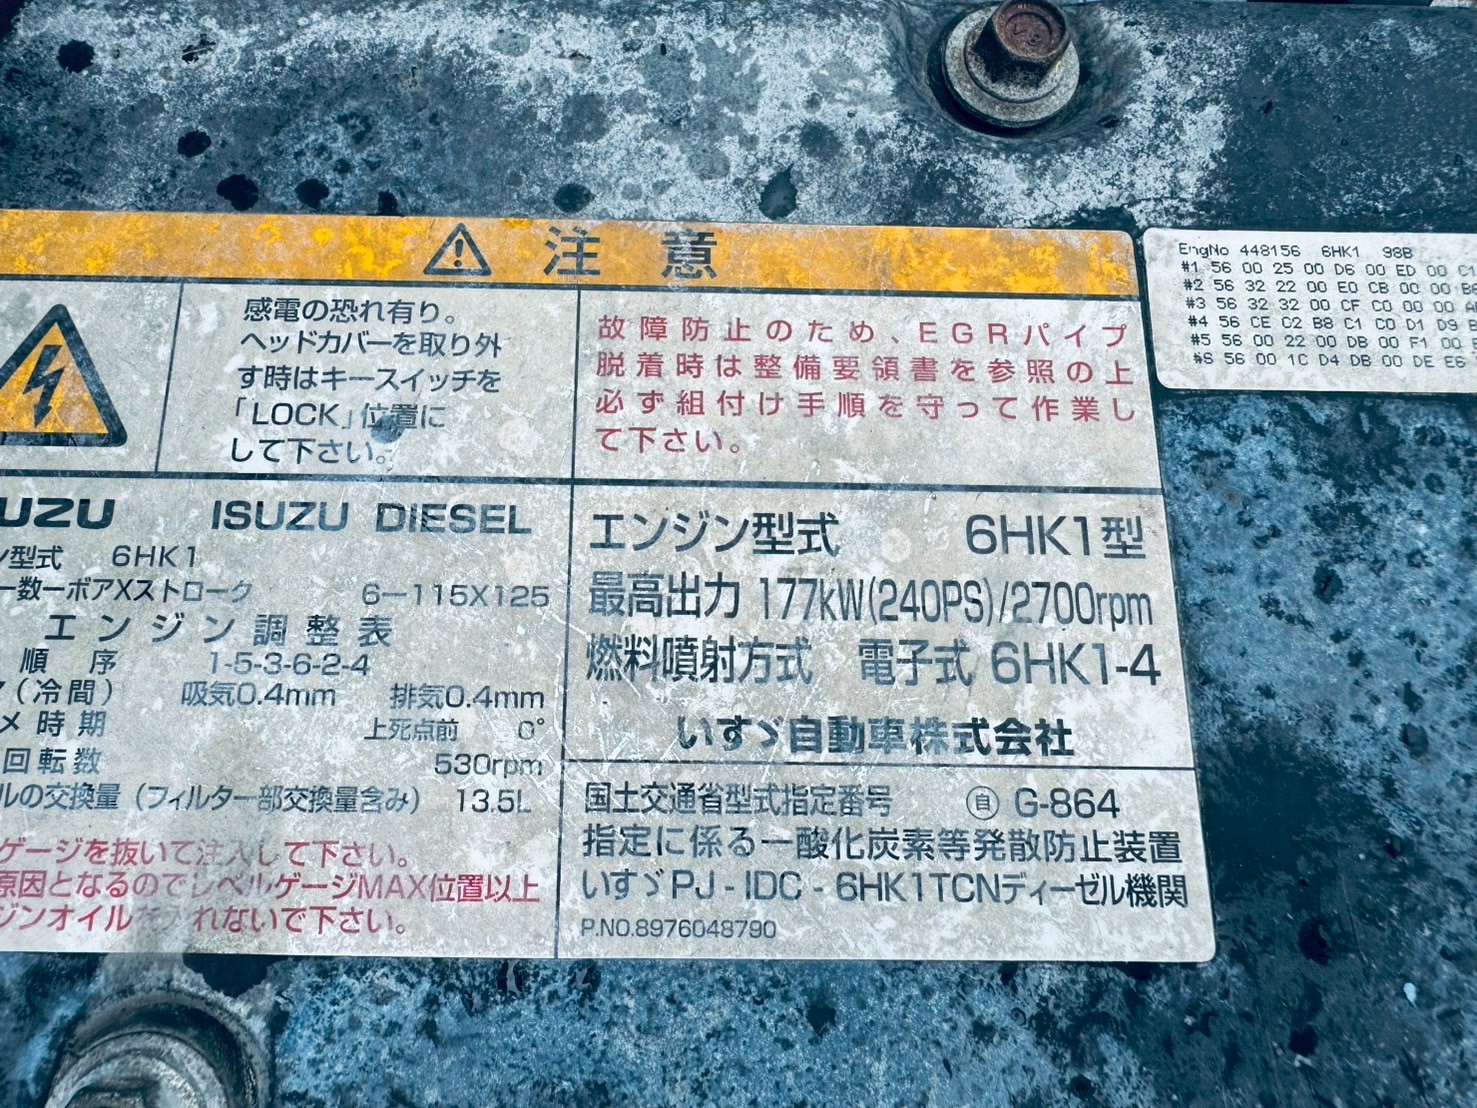 注意
感電の恐れ有り。
ヘッドカバーを取り外
す時はキースイッチを
「LOCK」位置に
して下さい。
故障防止のため、EGRパイプ
脱着時は整備要領書を参照の上
必ず組付け手順を守って作業し
て下さい。
EngNo 448156 6HK1 98B
#1 56 00 25 00 D6 00 ED 00 C1
#2 56 32 22 00 E0 CB 00 00
#3 56 32 32 00 CF C0 00 00
#4 56 CE C2 B8 C1 C0 D1 D9
#5 56 00 22 00 DB 00 F1 00
56 00 1C D4 DB 00 DE E6
UZU ISUZU DIESEL
ン型式 6HK1
ー数ーボアXストローク 6ー115X125
エンジン調整表
順序 1-5-3-6-2-4
(冷間) 吸気0.4mm 排気0.4mm
メ時期 上死点前 0°
回転数 530rpm
ルの交換量(フィルター部交換量含み) 13.5L
ゲージを抜いて注入して下さい。
原因となるのでレベルゲージMAX位置以上
ジンオイルを入れないで下さい。
エンジン型式 6HK1型
最高出力 177kW(240PS)/2700rpm
燃料噴射方式 電子式 6HK1-4
いすゞ自動車株式会社
国土交通省型式指定番号 自 G-864
指定に係る一酸化炭素等発散防止装置
いすゞPJ-IDC-6HK1TCNディーゼル機関
P.NO.8976048790